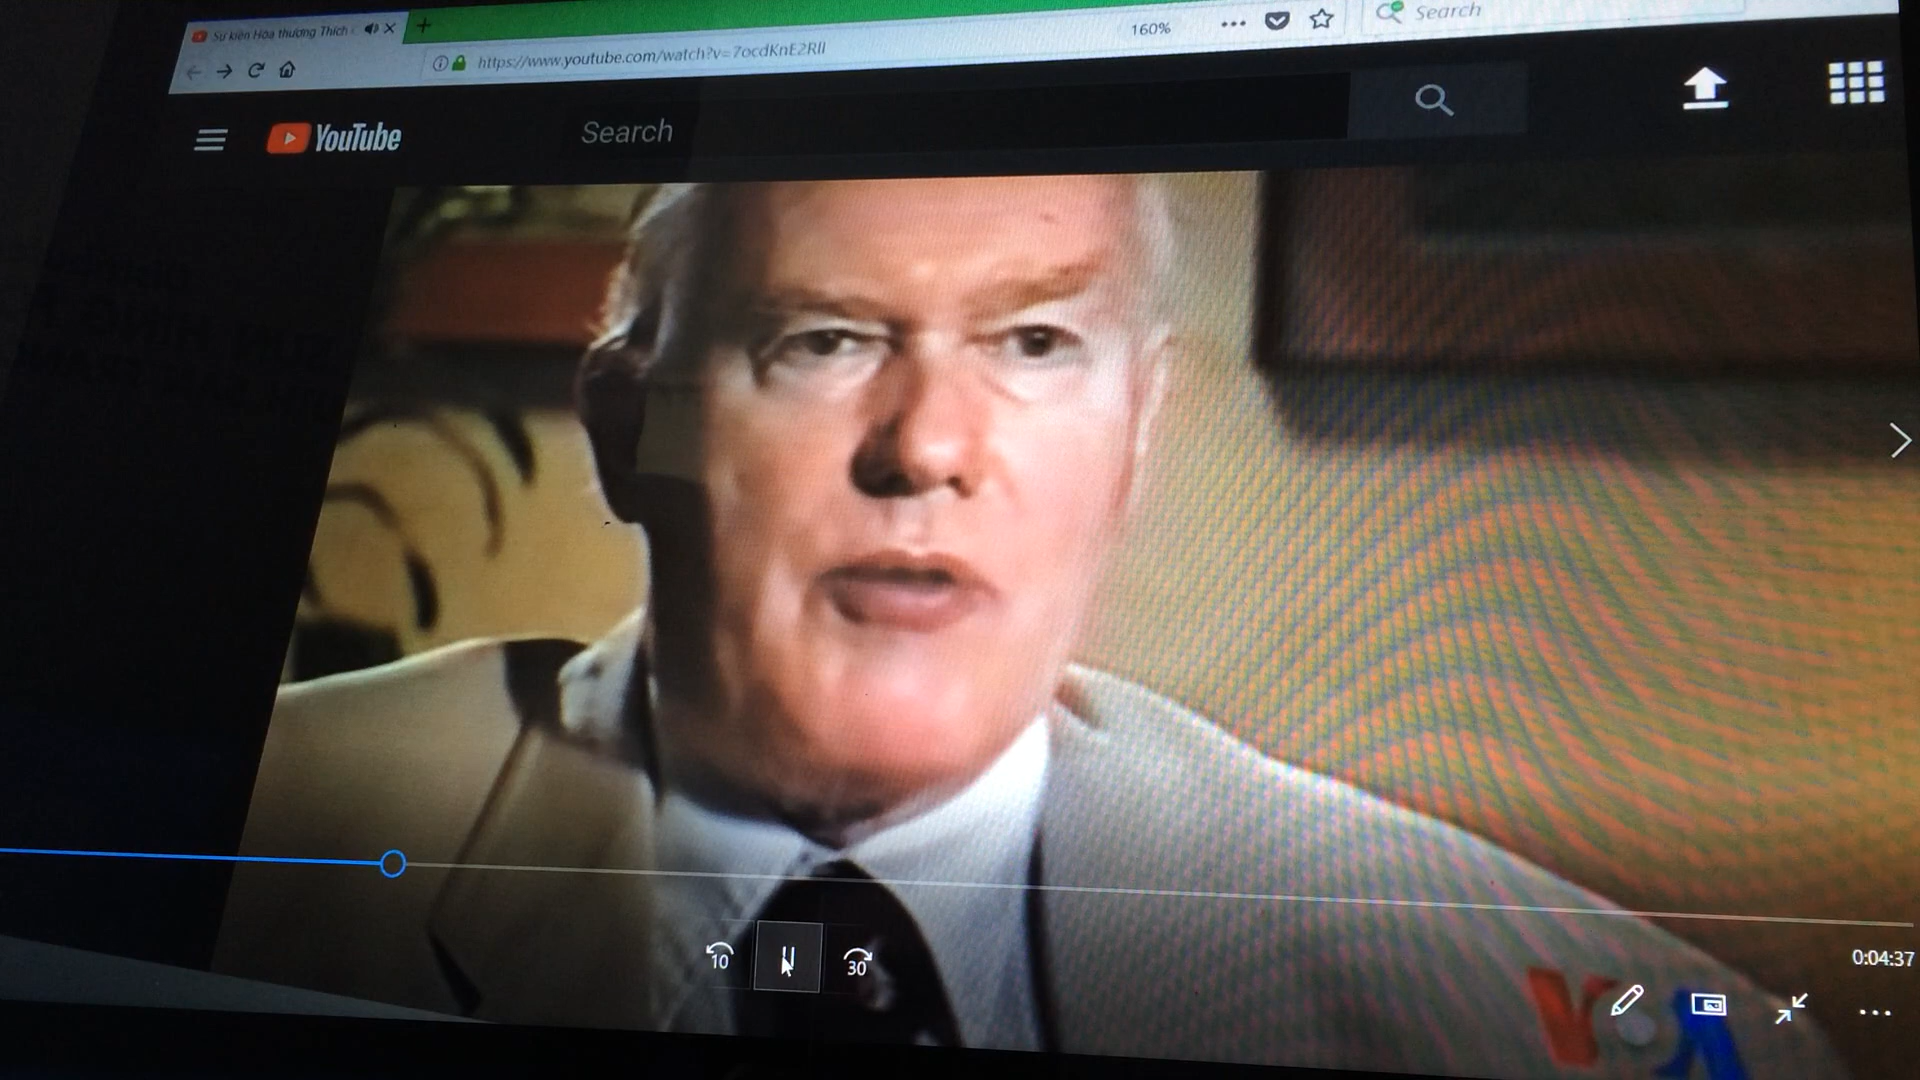 Sự kiện Hòa thượng Thích
https://www.youtube.com/watch?v=7ocdKnE2RlI
160%
Search
YouTube
Search
10
30
0:04:37
VOA